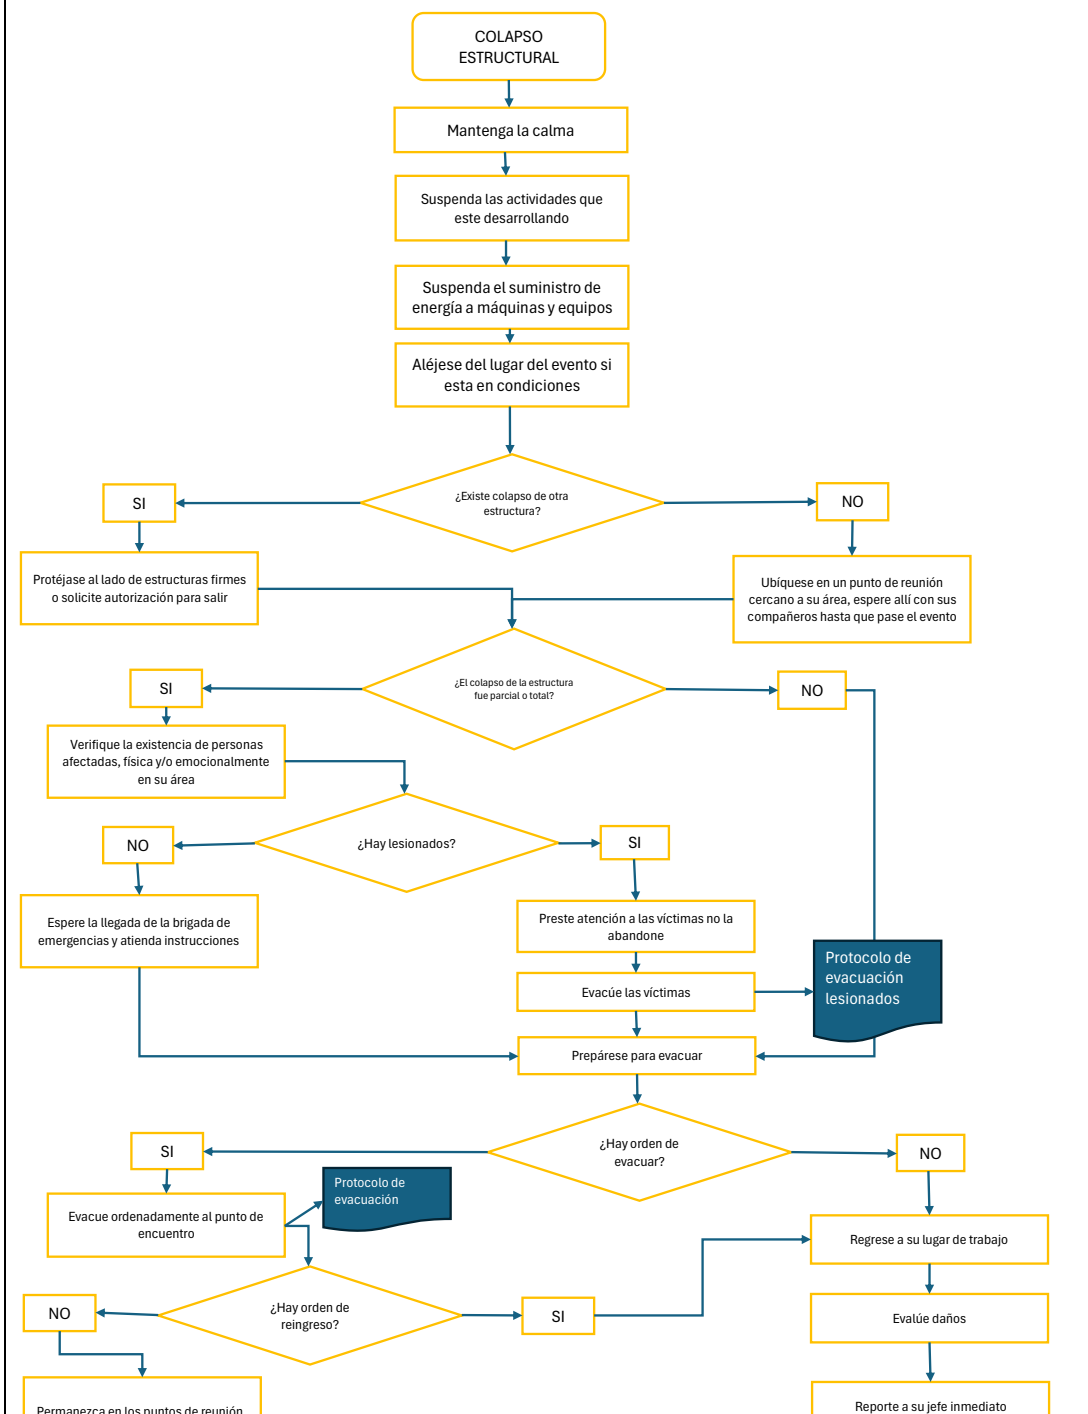 COLAPSO
ESTRUCTURAL
Mantenga la calma
Suspenda las actividades que
este desarrollando
Suspenda el suministro de
energía a máquinas y equipos
Aléjese del lugar del evento si
esta en condiciones
¿Existe colapso de otra
estructura?
SI
NO
Protéjase al lado de estructuras firmes
o solicite autorización para salir
Ubíquese en un punto de reunión
cercano a su área, espere allí con sus
compañeros hasta que pase el evento
¿El colapso de la estructura
fue parcial o total?
SI
NO
Verifique la existencia de personas
afectadas, física y/o emocionalmente
en su área
¿Hay lesionados?
NO
SI
Espere la llegada de la brigada de
emergencias y atienda instrucciones
Preste atención a las víctimas no la
abandone
Evacúe las víctimas
Protocolo de
evacuación
lesionados
Prepárese para evacuar
¿Hay orden de
evacuar?
SI
NO
Evacue ordenadamente al punto de
encuentro
Protocolo de
evacuación
Regrese a su lugar de trabajo
¿Hay orden de
reingreso?
NO
SI
Evalúe daños
Permanezca en los puntos de reunión
Reporte a su jefe inmediato